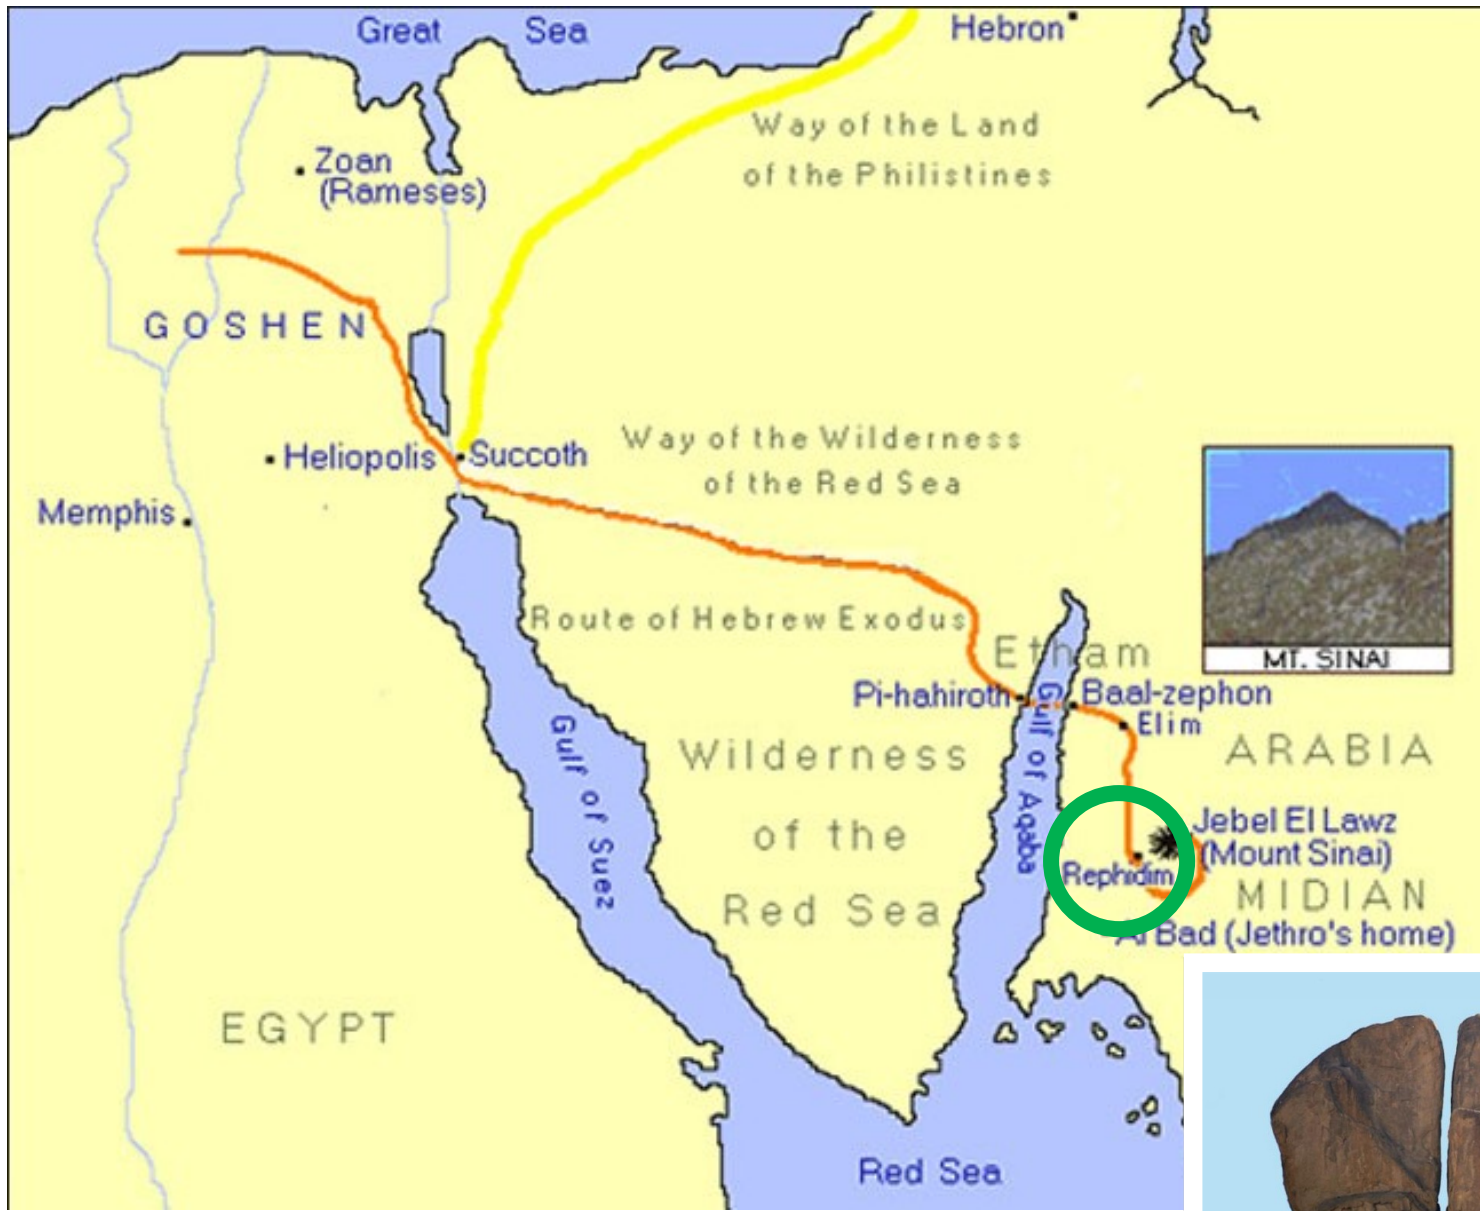 Great Sea
Hebron
Way of the Land
of the Philistines
Zoan
(Rameses)
GOSHEN
Heliopolis
Succoth
Way of the Wilderness
of the Red Sea
Memphis
Route of Hebrew Exodus
Etham
MT. SINAI
Pi-hahiroth
Baal-zephon
Elim
Gulf of Suez
Gulf of Aqaba
Wilderness
of the
Red Sea
ARABIA
Jebel El Lawz
(Mount Sinai)
Rephidim
MIDIAN
Al Bad (Jethro's home)
EGYPT
Red Sea